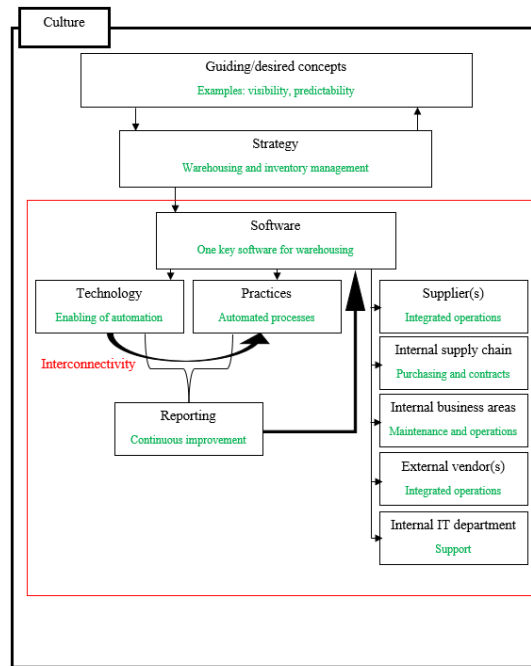 Culture
Guiding/desired concepts
Examples: visibility, predictability
Strategy
Warehousing and inventory management
Software
One key software for warehousing
Technology
Enabling of automation
Practices
Automated processes
Supplier(s)
Integrated operations
Interconnectivity
Internal supply chain
Purchasing and contracts
Reporting
Continuous improvement
Internal business areas
Maintenance and operations
External vendor(s)
Integrated operations
Internal IT department
Support